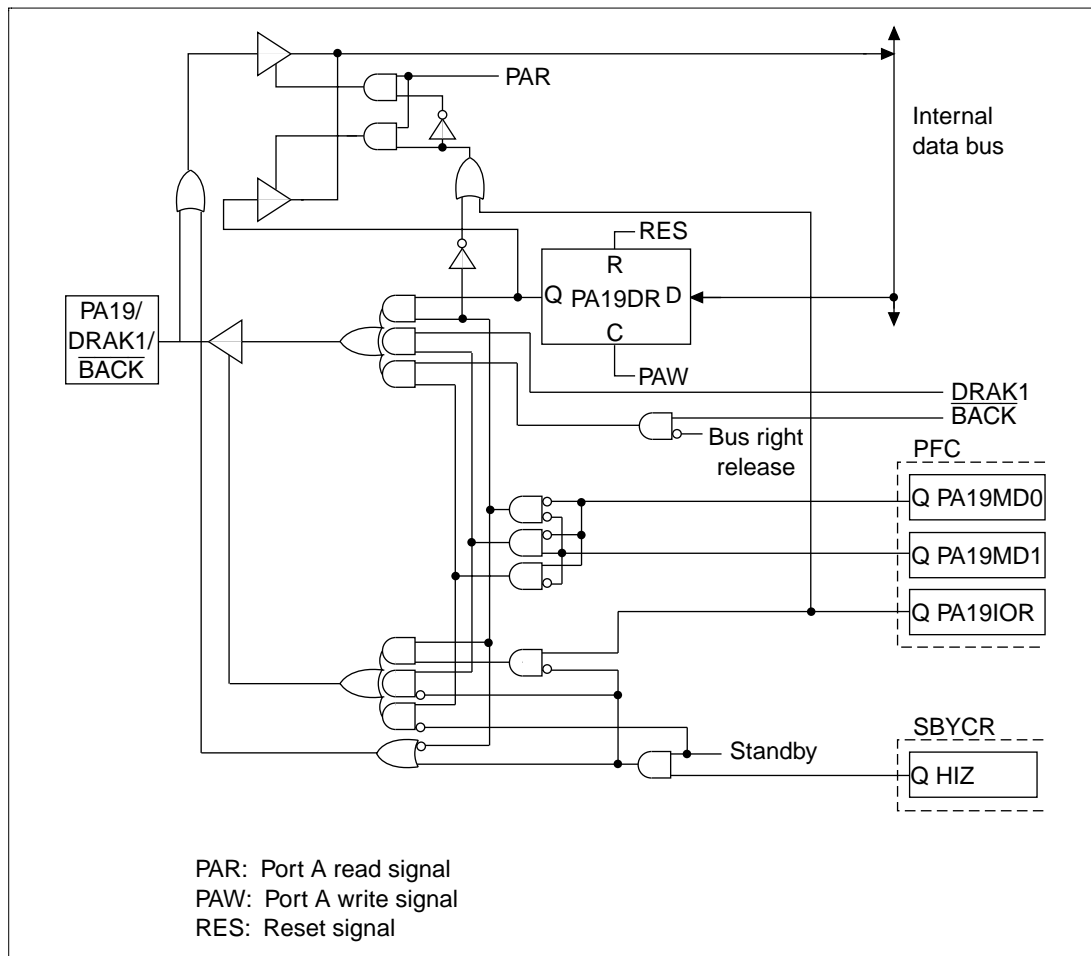 PAR
Internal
data bus
RES
R
Q PA19DR D
C
PAW
PA19/
DRAK1/
BACK
DRAK1
BACK
Bus right
release
PFC
Q PA19MD0
Q PA19MD1
Q PA19IOR
Standby
SBYCR
Q HIZ
PAR: Port A read signal
PAW: Port A write signal
RES: Reset signal